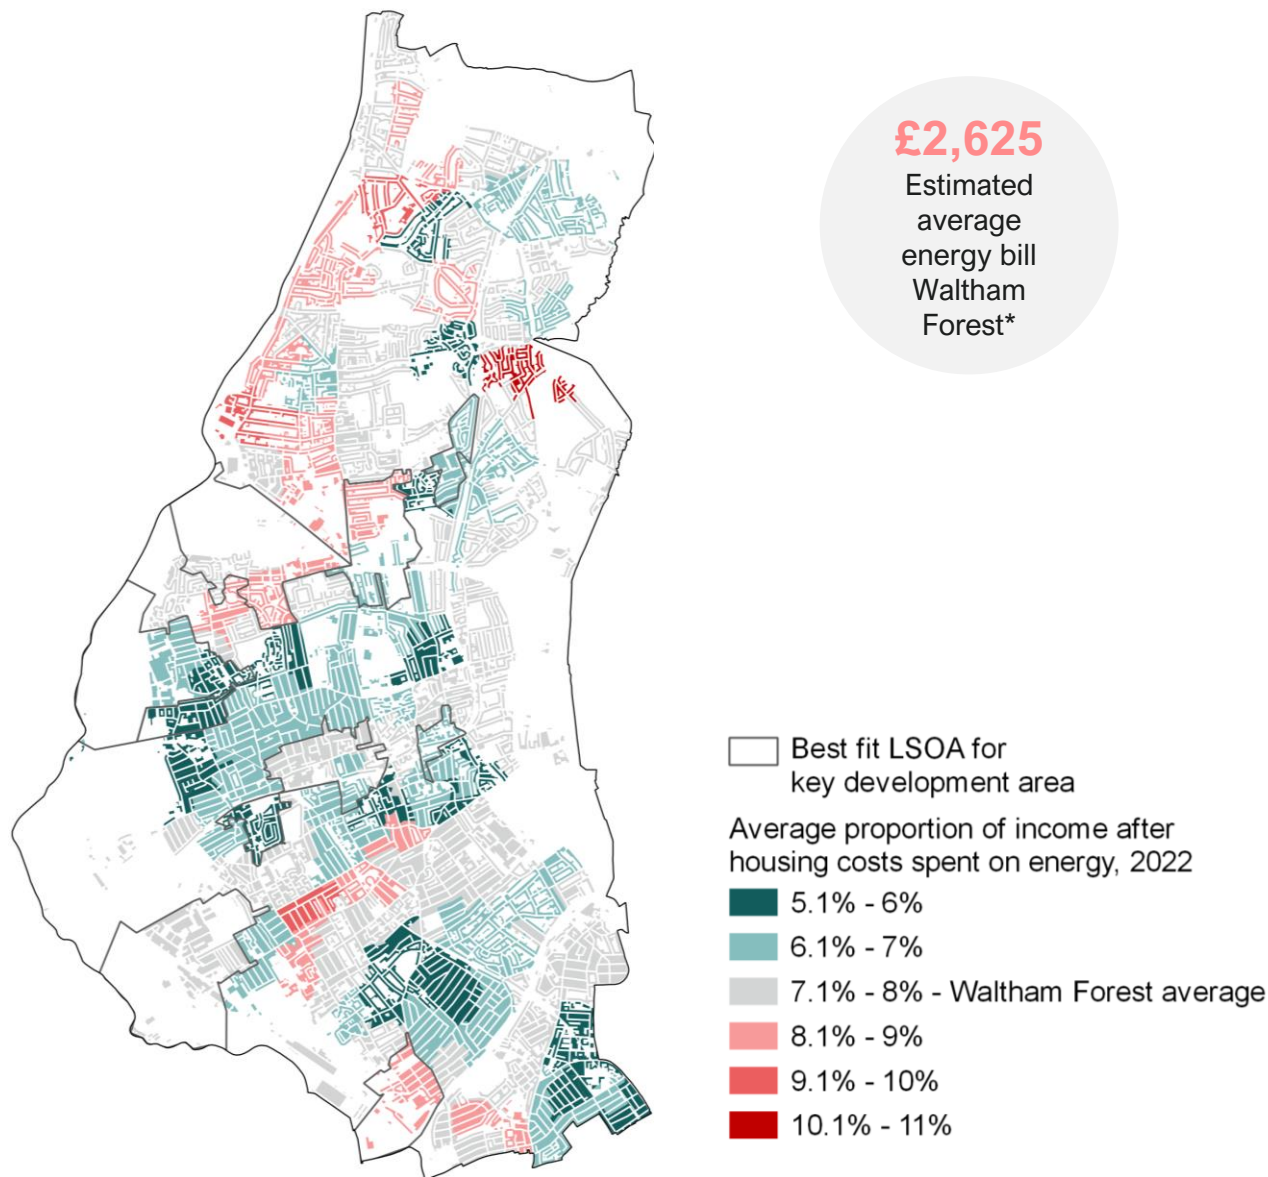 £2,625
Estimated
average
energy bill
Waltham
Forest*
Best fit LSOA for
key development area
Average proportion of income after
housing costs spent on energy, 2022
5.1% - 6%
6.1% - 7%
7.1% - 8% - Waltham Forest average
8.1% - 9%
9.1% - 10%
10.1% - 11%